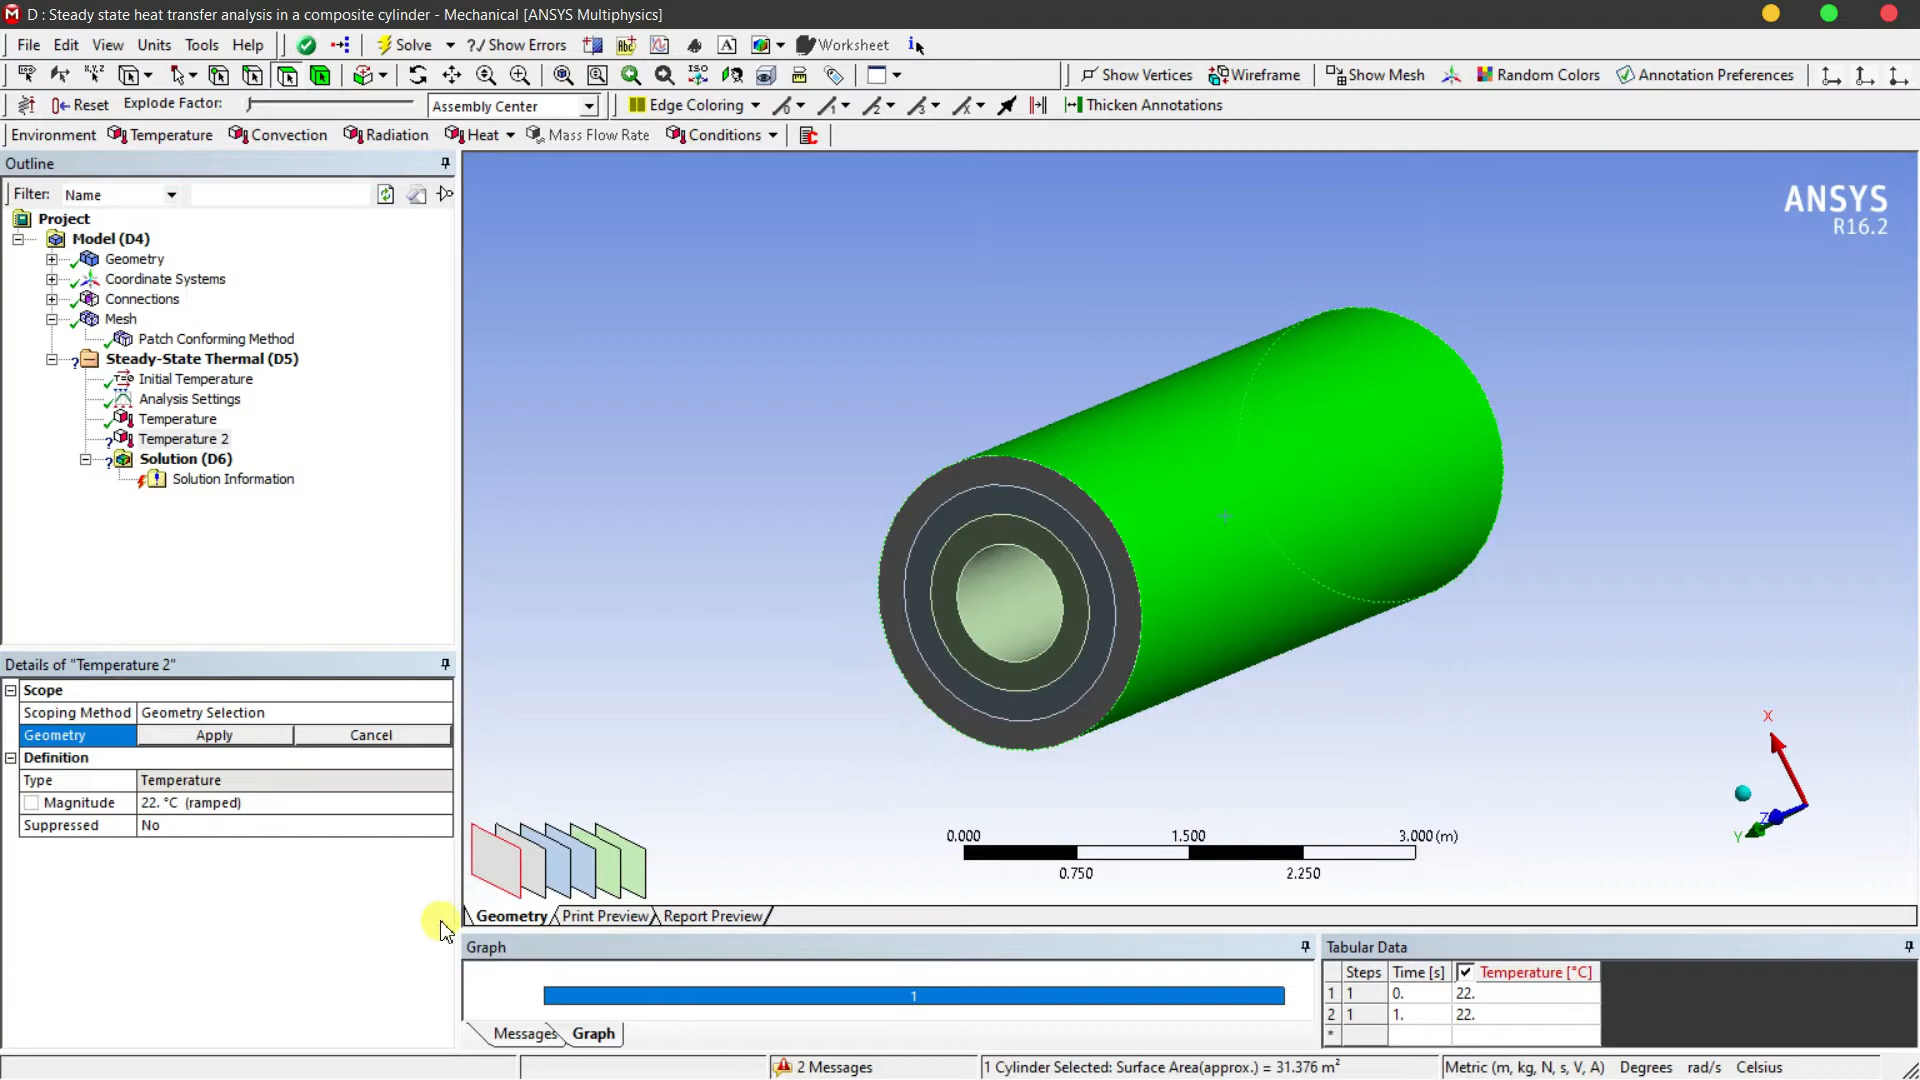 D : Steady state heat transfer analysis in a composite cylinder - Mechanical [ANSYS Multiphysics]
File Edit View Units Tools Help Solve ?/ Show Errors Worksheet
Show Vertices Wireframe Show Mesh Random Colors Annotation Preferences
Reset Explode Factor: Assembly Center Edge Coloring Thicken Annotations
Environment Temperature Convection Radiation Heat Mass Flow Rate Conditions
Outline
Filter: Name
Project
Model (D4)
Geometry
Coordinate Systems
Connections
Mesh
Patch Conforming Method
Steady-State Thermal (D5)
Initial Temperature
Analysis Settings
Temperature
Temperature 2
Solution (D6)
Solution Information
ANSYS
R16.2
Details of "Temperature 2"
Scope
Scoping Method Geometry Selection
Geometry Apply Cancel
Definition
Type Temperature
Magnitude 22. °C (ramped)
Suppressed No
X
Z
Y
0.000 1.500 3.000 (m)
0.750 2.250
Geometry Print Preview Report Preview
Graph
1
Messages Graph
Tabular Data
Steps Time [s] Temperature [°C]
1 1 0. 22.
2 1 1. 22.
*
2 Messages 1 Cylinder Selected: Surface Area(approx.) = 31.376 m² Metric (m, kg, N, s, V, A) Degrees rad/s Celsius